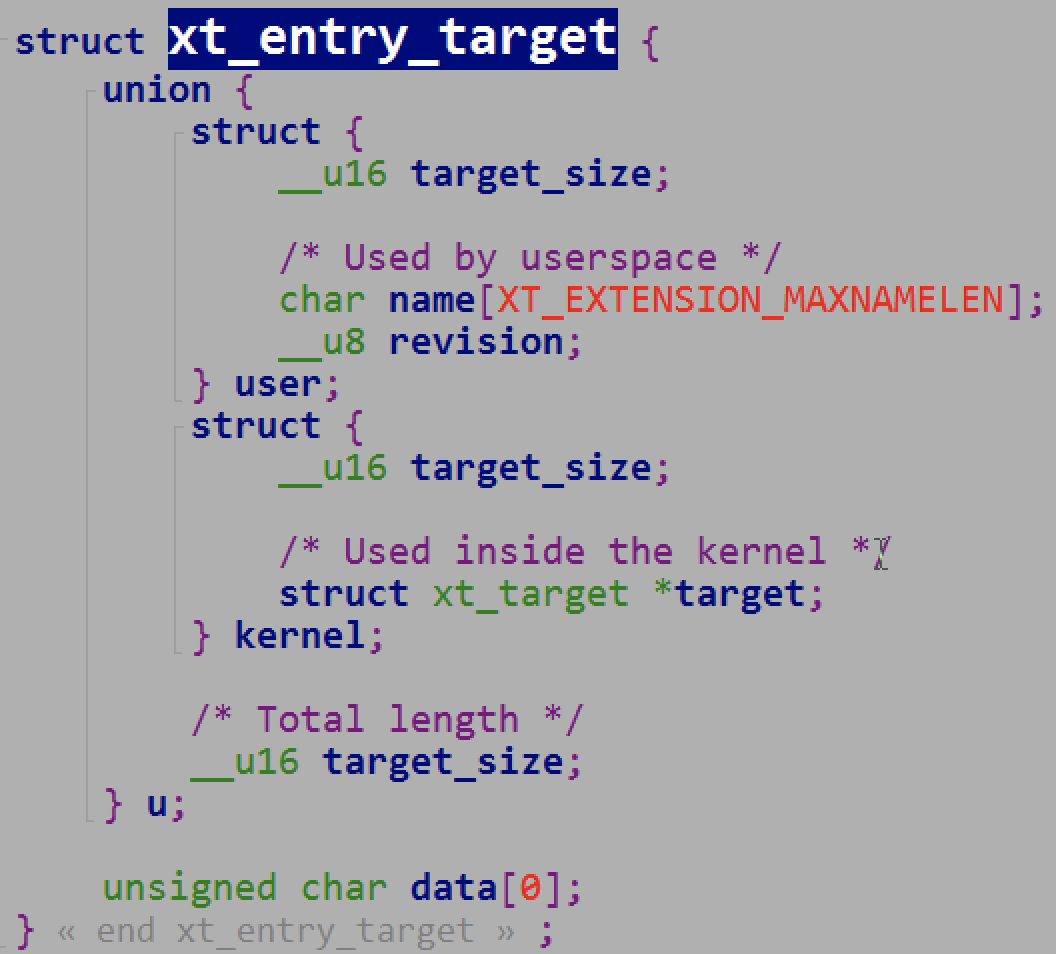 struct xt_entry_target {
union {
struct {
__u16 target_size;
/* Used by userspace */
char name[XT_EXTENSION_MAXNAMELEN];
__u8 revision;
} user;
struct {
__u16 target_size;
/* Used inside the kernel */
struct xt_target *target;
} kernel;
/* Total length */
__u16 target_size;
} u;
unsigned char data[0];
} « end xt_entry_target » ;